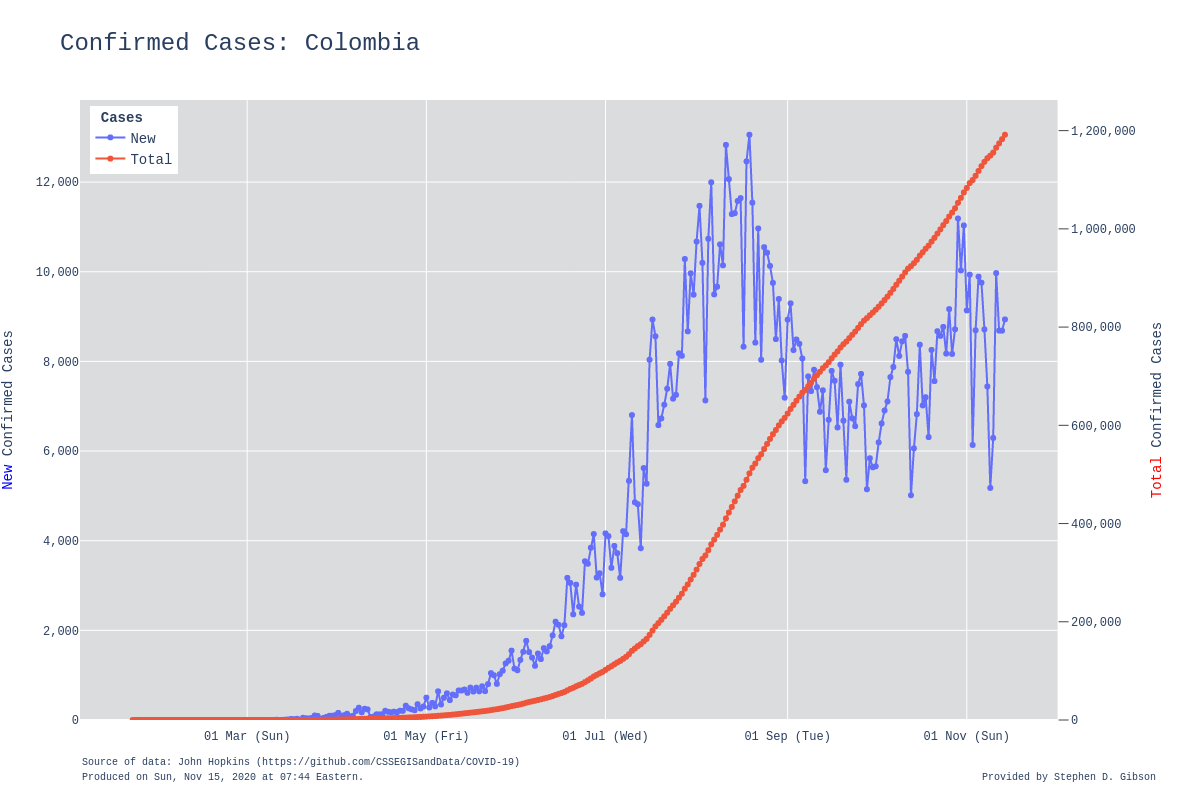 Confirmed Cases: Colombia
Cases
New
Total
12,000
10,000
8,000
6,000
4,000
2,000
0
New Confirmed Cases
1,200,000
1,000,000
800,000
600,000
400,000
200,000
0
Total Confirmed Cases
01 Mar (Sun)
01 May (Fri)
01 Jul (Wed)
01 Sep (Tue)
01 Nov (Sun)
Source of data: John Hopkins (https://github.com/CSSEGISandData/COVID-19)
Produced on Sun, Nov 15, 2020 at 07:44 Eastern.
Provided by Stephen D. Gibson